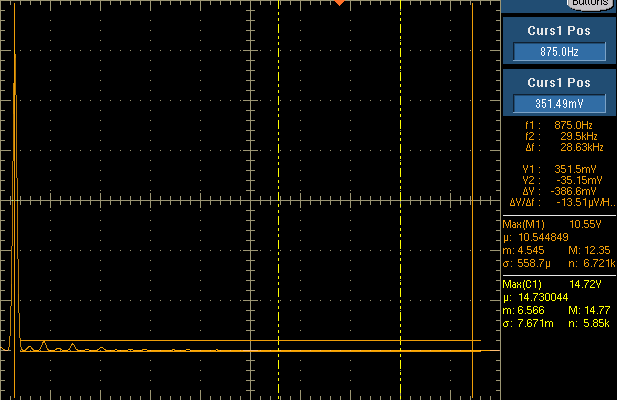 Buttons
Curs1 Pos
875.0Hz
Curs1 Pos
351.49mV
f1 : 875.0Hz
f2 : 29.5kHz
Δf : 28.63kHz
V1 : 351.5mV
V2 : -35.15mV
ΔV : -386.6mV
ΔV/Δf : -13.51µV/H..
Max(M1) 10.55V
µ: 10.544849
m: 4.545 M: 12.35
σ: 558.7µ n: 6.721k
Max(C1) 14.72V
µ: 14.730044
m: 6.566 M: 14.77
σ: 7.671m n: 5.85k